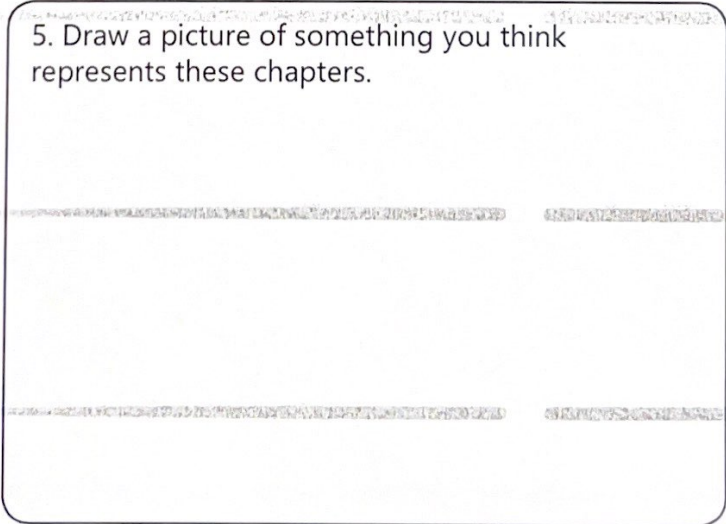 5. Draw a picture of something you think
represents these chapters.